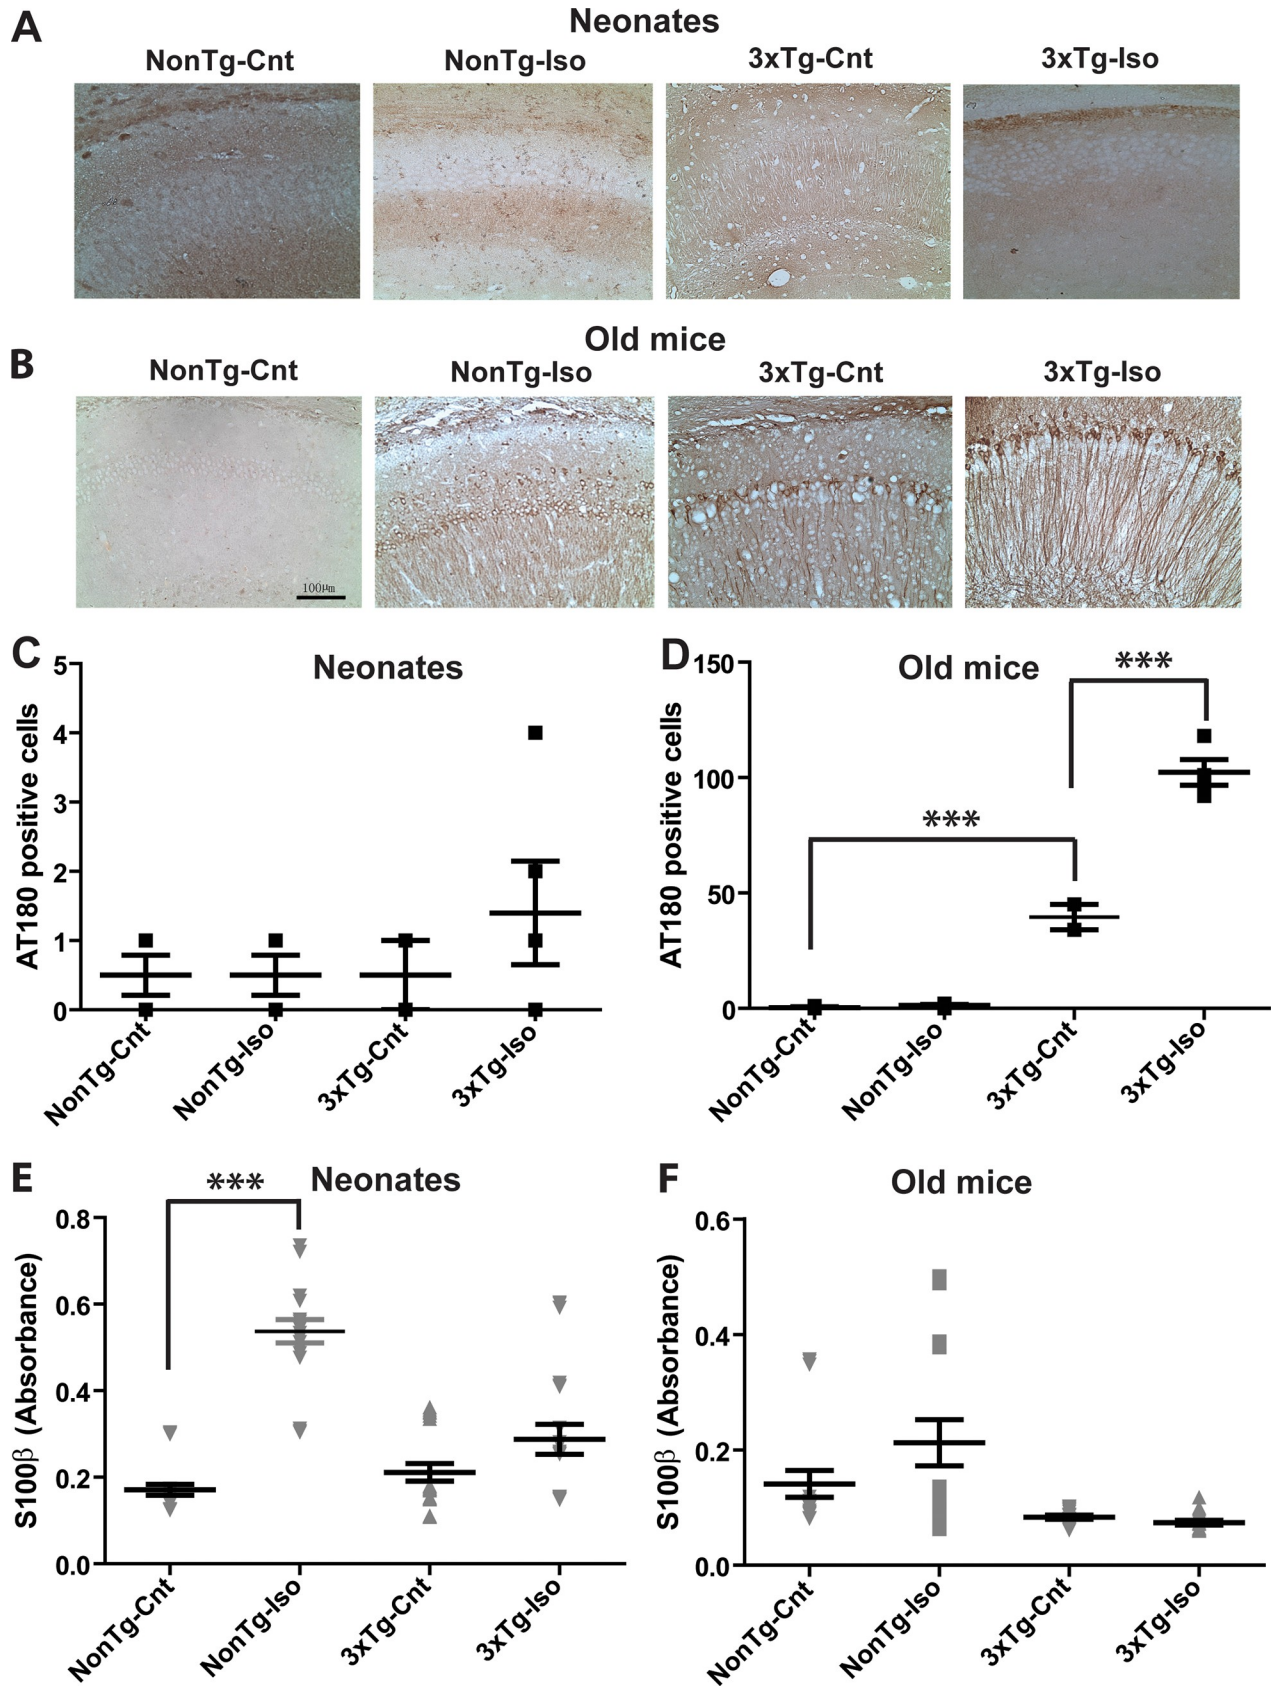 A
Neonates
NonTg-Cnt NonTg-Iso 3xTg-Cnt 3xTg-Iso
B
Old mice
NonTg-Cnt NonTg-Iso 3xTg-Cnt 3xTg-Iso
100μm
C
Neonates
AT180 positive cells
5
4
3
2
1
0
NonTg-Cnt
NonTg-Iso
3xTg-Cnt
3xTg-Iso
D
Old mice
AT180 positive cells
150
100
50
0
***
***
NonTg-Cnt
NonTg-Iso
3xTg-Cnt
3xTg-Iso
E
Neonates
S100β (Absorbance)
***
0.8
0.6
0.4
0.2
0.0
NonTg-Cnt
NonTg-Iso
3xTg-Cnt
3xTg-Iso
F
Old mice
S100β (Absorbance)
0.6
0.4
0.2
0.0
NonTg-Cnt
NonTg-Iso
3xTg-Cnt
3xTg-Iso